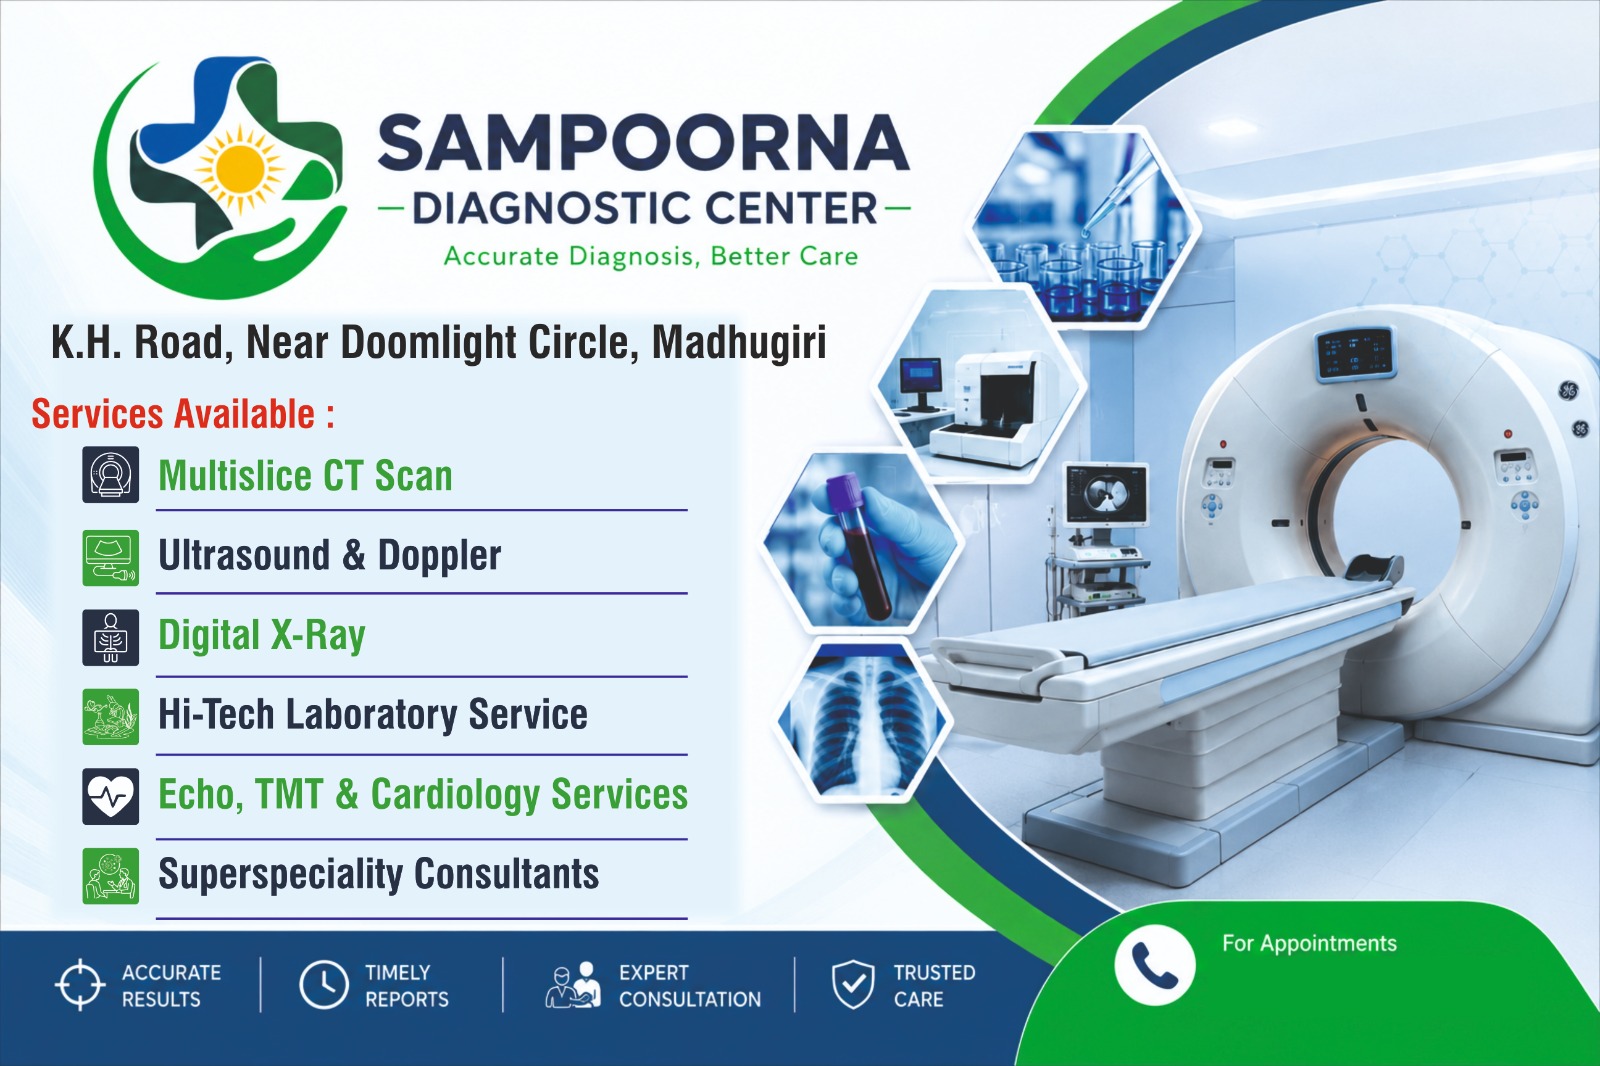 SAMPOORNA
DIAGNOSTIC CENTER
Accurate Diagnosis, Better Care
K.H. Road, Near Doomlight Circle, Madhugiri
Services Available :
Multislice CT Scan
Ultrasound & Doppler
Digital X-Ray
Hi-Tech Laboratory Service
Echo, TMT & Cardiology Services
Superspeciality Consultants
ACCURATE
RESULTS
TIMELY
REPORTS
EXPERT
CONSULTATION
TRUSTED
CARE
For Appointments